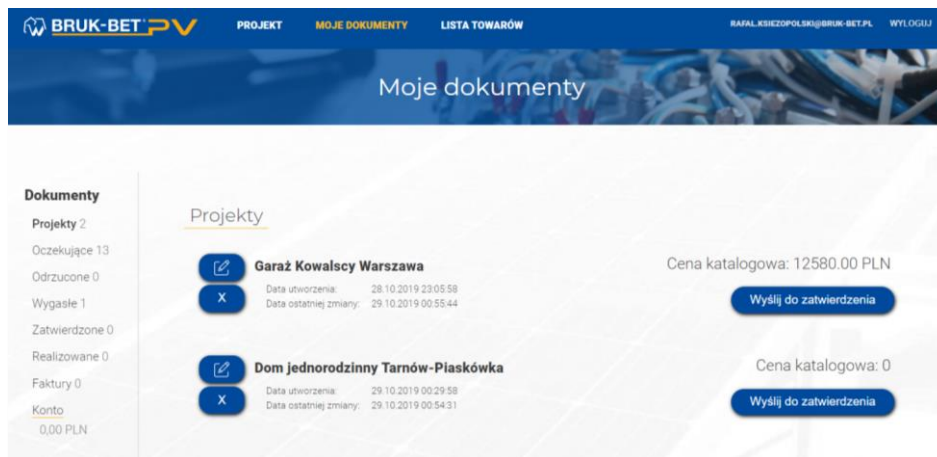 BRUK-BET PV PROJEKT MOJE DOKUMENTY LISTA TOWARÓW RAFAL.KSIEZOPOLSKI@BRUK-BET.PL WYLOGUJ
Moje dokumenty
Dokumenty
Projekty 2
Oczekujące 13
Odrzucone 0
Wygasłe 1
Zatwierdzone 0
Realizowane 0
Faktury 0
Konto
0,00 PLN
Projekty
Garaż Kowalscy Warszawa
Data utworzenia: 28.10.2019 23:05:58
X
Data ostatniej zmiany: 29.10.2019 00:55:44
Cena katalogowa: 12580.00 PLN
Wyślij do zatwierdzenia
Dom jednorodzinny Tarnów-Piaskówka
Data utworzenia: 29.10.2019 00:29:58
X
Data ostatniej zmiany: 29.10.2019 00:54:31
Cena katalogowa: 0
Wyślij do zatwierdzenia